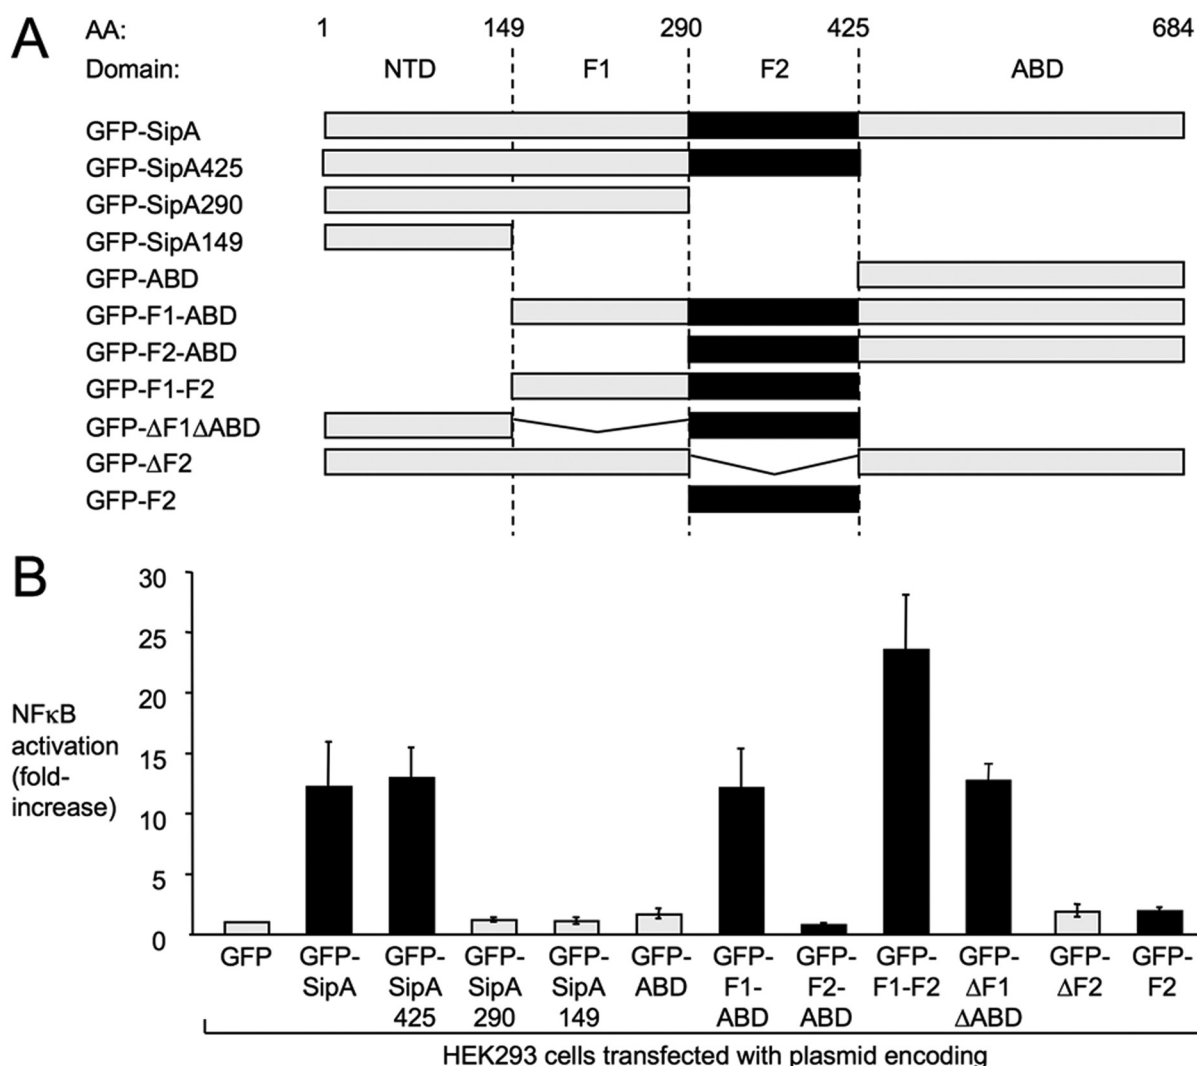 A
AA: 1 149 290 425 684
Domain: NTD F1 F2 ABD
GFP-SipA
GFP-SipA425
GFP-SipA290
GFP-SipA149
GFP-ABD
GFP-F1-ABD
GFP-F2-ABD
GFP-F1-F2
GFP-ΔF1ΔABD
GFP-ΔF2
GFP-F2
B
30
25
20
15
10
5
0
NFκB
activation
(fold-
increase)
GFP GFP- GFP- GFP- GFP- GFP- GFP- GFP- GFP- GFP- GFP- GFP-
SipA SipA SipA SipA ABD F1- F2- F1-F2 ΔF1 ΔF2 F2
425 290 149 ABD ABD ΔABD
HEK293 cells transfected with plasmid encoding